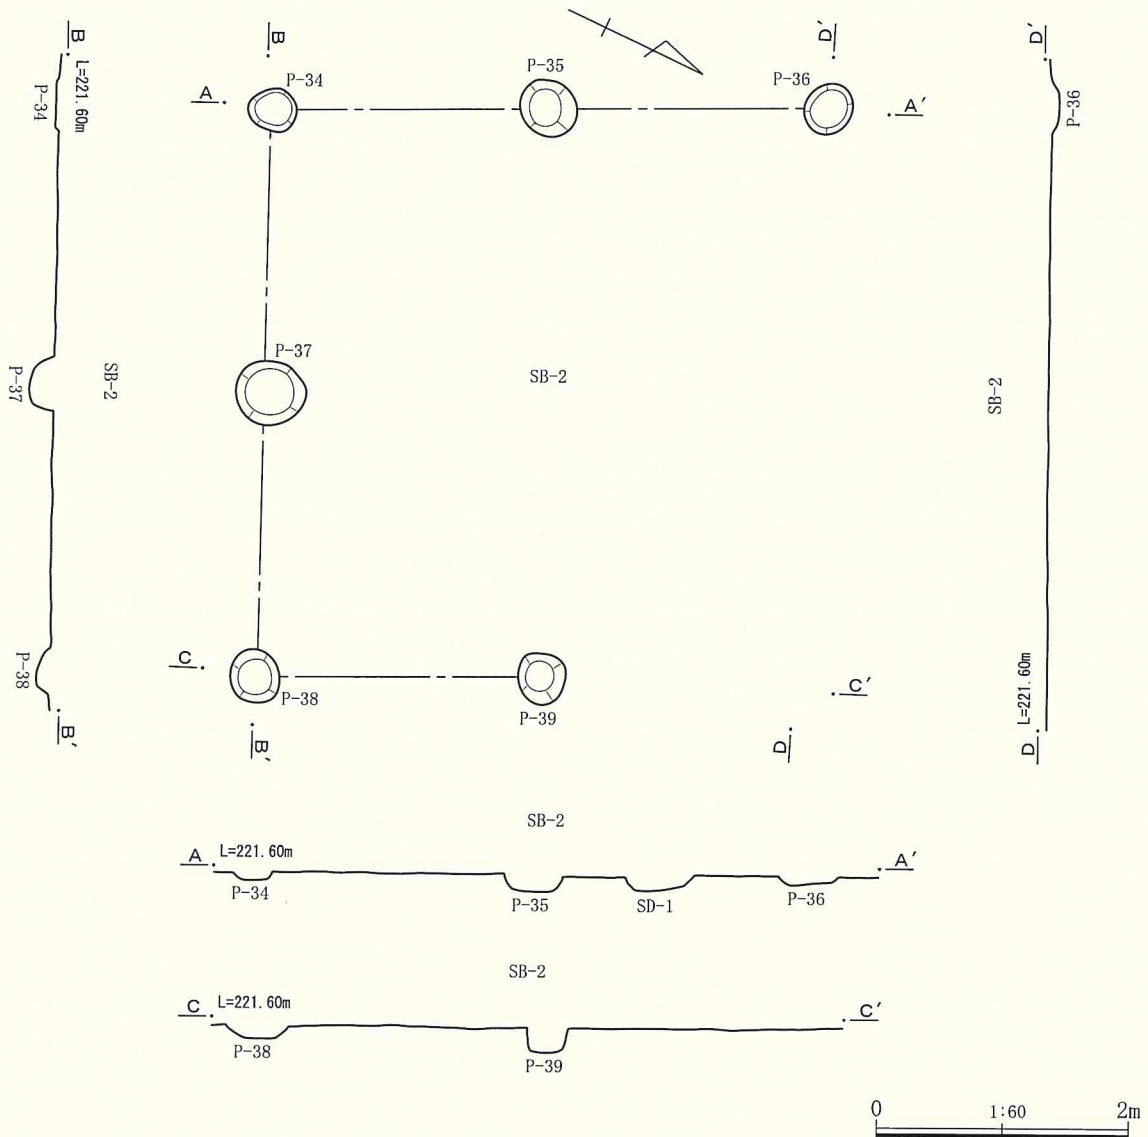 B
L=221.60m
P-34
P-37
SB-2
P-38
B′
B
D′
A
P-34
P-35
P-36
A′
P-37
SB-2
C
P-38
P-39
C′
B′
D
D′
P-36
SB-2
L=221.60m
D
SB-2
A
L=221.60m
A′
P-34
P-35
SD-1
P-36
SB-2
C
L=221.60m
C′
P-38
P-39
0
1:60
2m